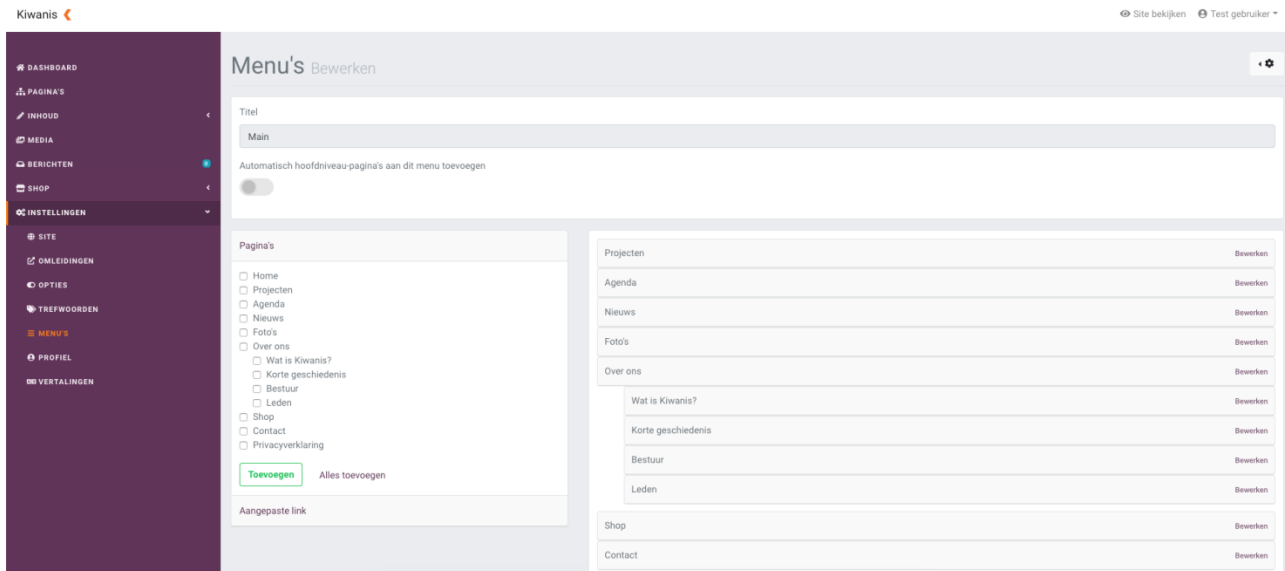 Kiwanis
Site bekijken
Test gebruiker
DASHBOARD
PAGINA'S
INHOUD
MEDIA
BERICHTEN
SHOP
INSTELLINGEN
SITE
OMLEIDINGEN
OPTIES
TREFWOORDEN
MENU'S
PROFIEL
VERTALINGEN
Menu's Bewerken
Titel
Main
Automatisch hoofdniveau-pagina's aan dit menu toevoegen
Pagina's
Home
Projecten
Agenda
Nieuws
Foto's
Over ons
Wat is Kiwanis?
Korte geschiedenis
Bestuur
Leden
Shop
Contact
Privacyverklaring
Toevoegen Alles toevoegen
Aangepaste link
Projecten Bewerken
Agenda Bewerken
Nieuws Bewerken
Foto's Bewerken
Over ons Bewerken
Wat is Kiwanis? Bewerken
Korte geschiedenis Bewerken
Bestuur Bewerken
Leden Bewerken
Shop Bewerken
Contact Bewerken